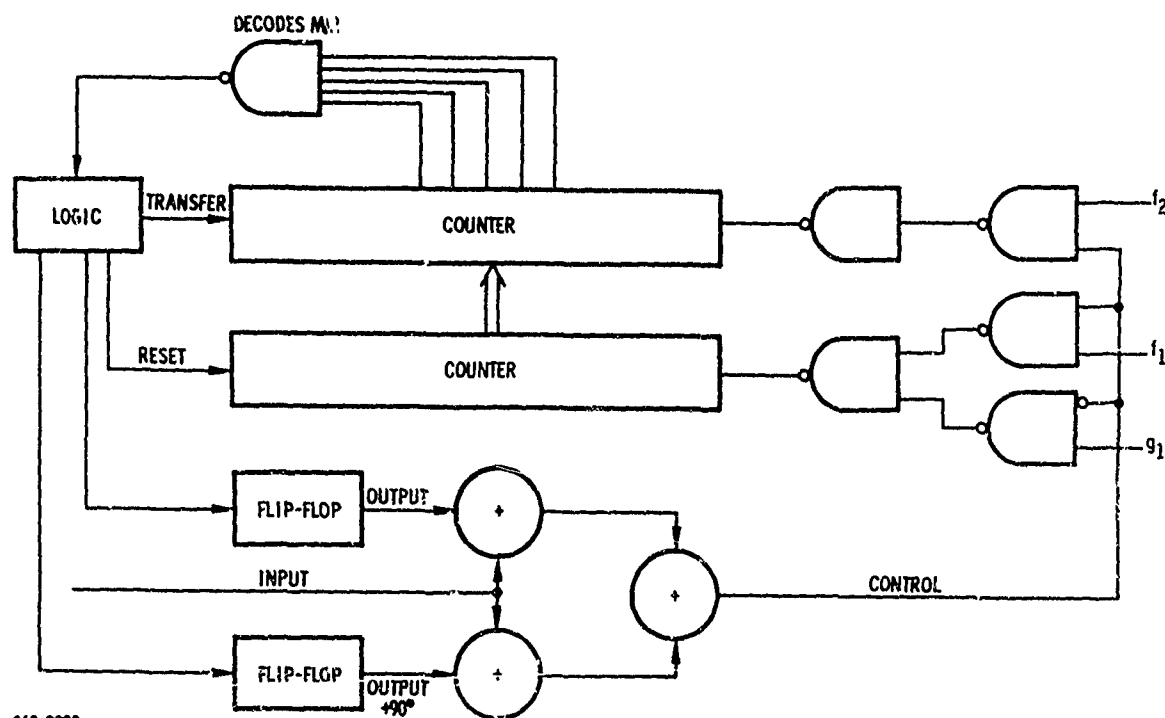 DECODES
LOGIC
TRANSFER
COUNTER
f2
RESET
COUNTER
f1
g1
FLIP-FLOP
OUTPUT
+
INPUT
+
CONTROL
FLIP-FLOP
OUTPUT
+90°